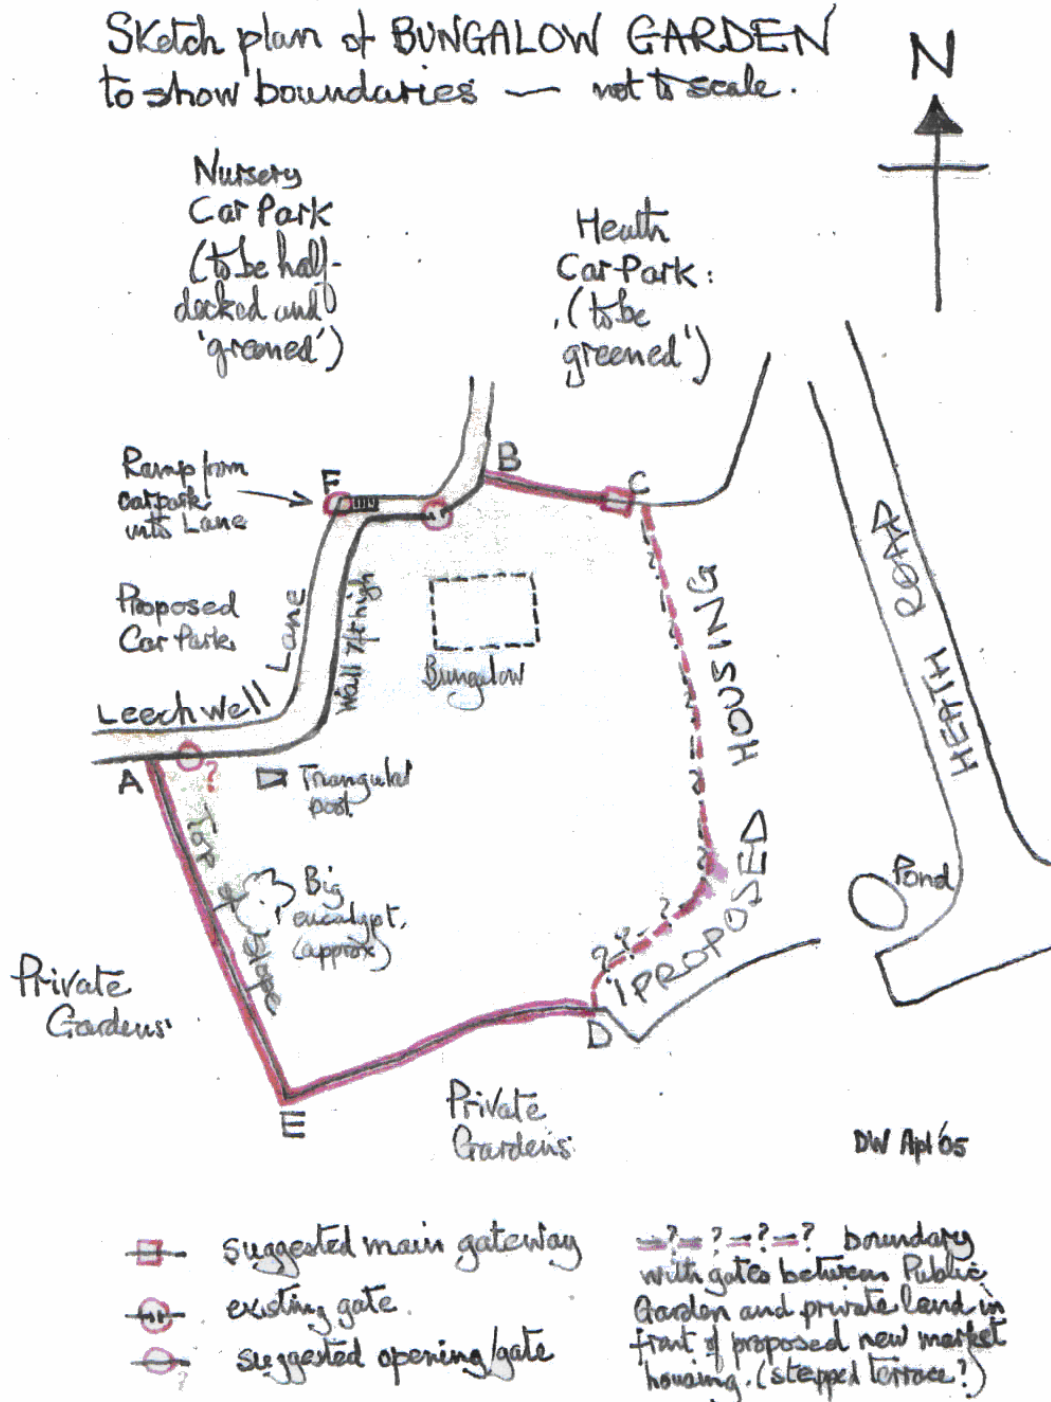 Sketch plan of BUNGALOW GARDEN
to show boundaries — not to scale.
N
Nursery
Car Park
(to be half-
decked and
'greened')
Heath
Car Park:
(to be
greened')
Ramp from
carpark
into Lane
F
B
C
Proposed
Car Park
Leechwell Lane
Wall 7ft high
Bungalow
HOUSING
HEATH ROAD
A
?
Triangular
pool
Top of slope
Big
eucalypt.
(approx)
PROPOSED
Pond
Private
Gardens
D
E
Private
Gardens
DW Apl '05
suggested main gateway
existing gate.
suggested opening/gate
?
–?–?–?–? boundary
with gates between Public
Garden and private land in
front of proposed new market
housing. (stepped terrace?)